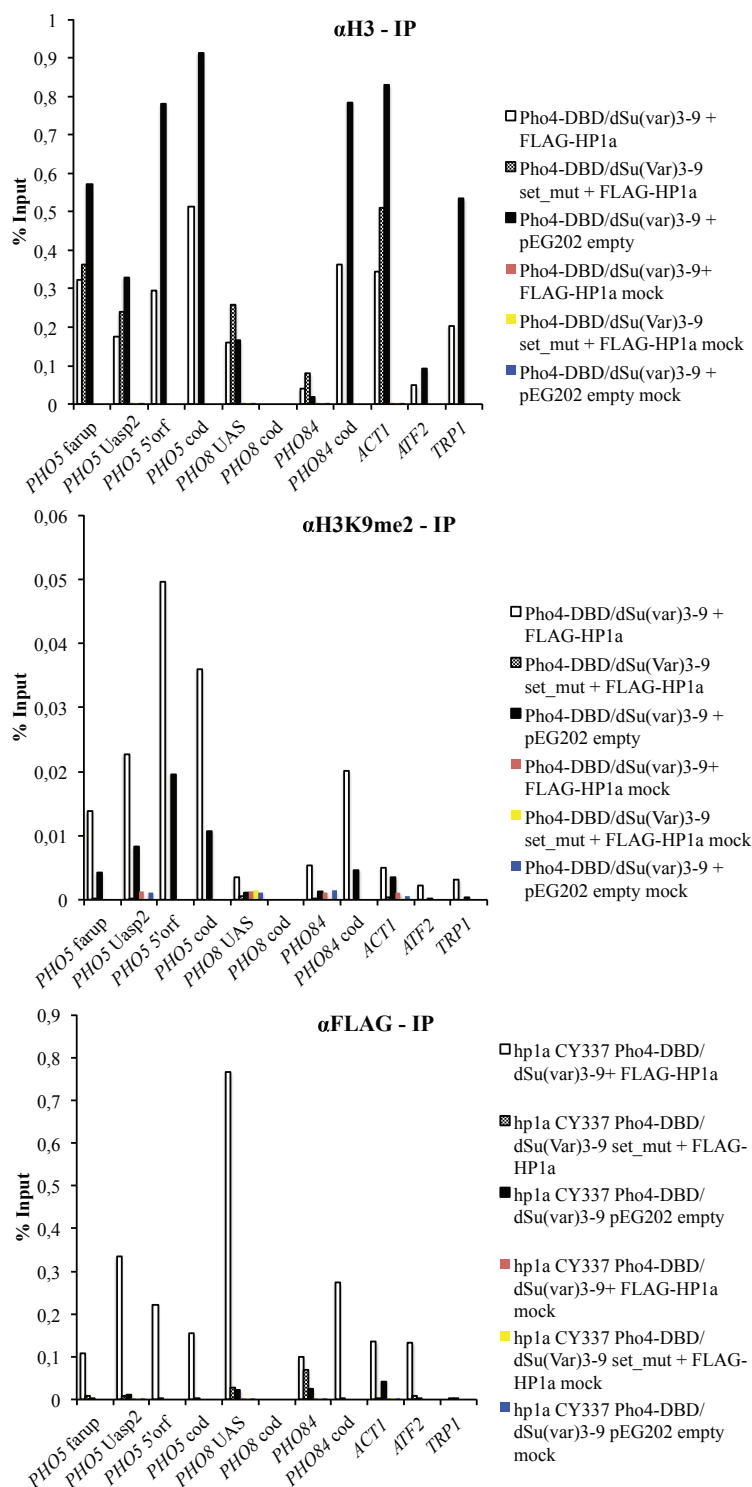 αH3 - IP
1
0,9
0,8
0,7
0,6
0,5
0,4
0,3
0,2
0,1
0
% Input
PHO5 farup
PHO5 Uasp2
PHO5 5'orf
PHO5 cod
PHO8 UAS
PHO8 cod
PHO84
PHO84 cod
ACT1
ATF2
TRP1
Pho4-DBD/dSu(var)3-9 +
FLAG-HP1a
Pho4-DBD/dSu(Var)3-9
set_mut + FLAG-HP1a
Pho4-DBD/dSu(var)3-9 +
pEG202 empty
Pho4-DBD/dSu(var)3-9+
FLAG-HP1a mock
Pho4-DBD/dSu(Var)3-9
set_mut + FLAG-HP1a mock
Pho4-DBD/dSu(var)3-9 +
pEG202 empty mock
αH3K9me2 - IP
0,06
0,05
0,04
0,03
0,02
0,01
0
% Input
PHO5 farup
PHO5 Uasp2
PHO5 5'orf
PHO5 cod
PHO8 UAS
PHO8 cod
PHO84
PHO84 cod
ACT1
ATF2
TRP1
Pho4-DBD/dSu(var)3-9 +
FLAG-HP1a
Pho4-DBD/dSu(Var)3-9
set_mut + FLAG-HP1a
Pho4-DBD/dSu(var)3-9 +
pEG202 empty
Pho4-DBD/dSu(var)3-9+
FLAG-HP1a mock
Pho4-DBD/dSu(Var)3-9
set_mut + FLAG-HP1a mock
Pho4-DBD/dSu(var)3-9 +
pEG202 empty mock
αFLAG - IP
0,9
0,8
0,7
0,6
0,5
0,4
0,3
0,2
0,1
0
% Input
PHO5 farup
PHO5 Uasp2
PHO5 5'orf
PHO5 cod
PHO8 UAS
PHO8 cod
PHO84
PHO84 cod
ACT1
ATF2
TRP1
hp1a CY337 Pho4-DBD/
dSu(var)3-9+ FLAG-HP1a
hp1a CY337 Pho4-DBD/
dSu(Var)3-9 set_mut + FLAG-
HP1a
hp1a CY337 Pho4-DBD/
dSu(var)3-9 pEG202 empty
hp1a CY337 Pho4-DBD/
dSu(var)3-9+ FLAG-HP1a
mock
hp1a CY337 Pho4-DBD/
dSu(Var)3-9 set_mut + FLAG-
HP1a mock
hp1a CY337 Pho4-DBD/
dSu(var)3-9 pEG202 empty
mock